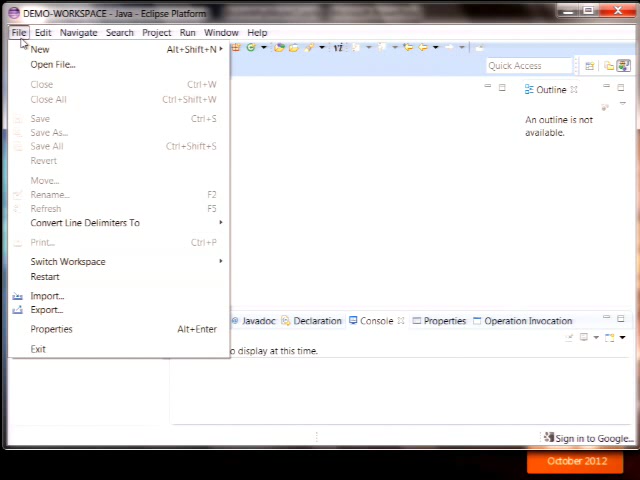 DEMO-WORKSPACE - Java - Eclipse Platform
File Edit Navigate Search Project Run Window Help
New Alt+Shift+N
Open File...
Quick Access
Close Ctrl+W
Close All Ctrl+Shift+W
Outline
An outline is not
available.
Save Ctrl+S
Save As...
Save All Ctrl+Shift+S
Revert
Move...
Rename... F2
Refresh F5
Convert Line Delimiters To
Print... Ctrl+P
Switch Workspace
Restart
Import...
Export...
Properties Alt+Enter
Exit
Javadoc Declaration Console Properties Operation Invocation
o display at this time.
Sign in to Google...
October 2012